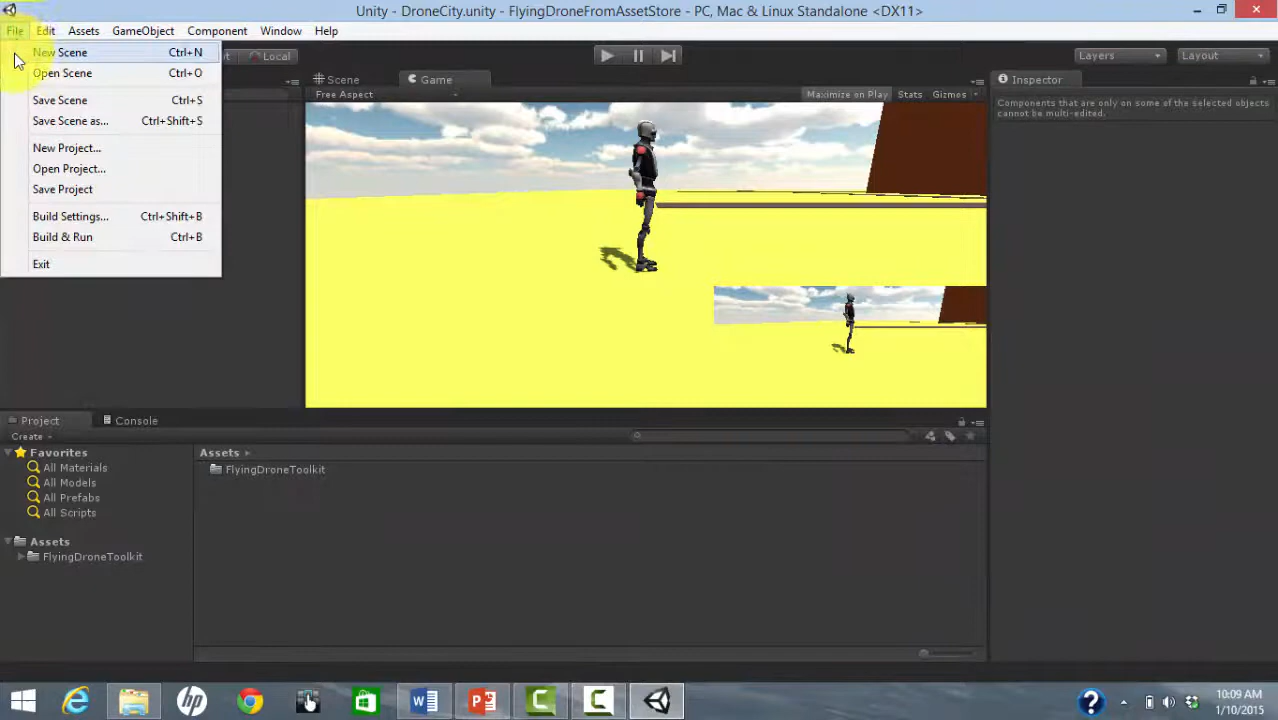 Unity - DroneCity.unity - FlyingDroneFromAssetStore - PC, Mac & Linux Standalone <DX11>
File Edit Assets GameObject Component Window Help
Local Layers Layout
New Scene Ctrl+N
Open Scene Ctrl+O
Save Scene Ctrl+S
Save Scene as... Ctrl+Shift+S
New Project...
Open Project...
Save Project
Build Settings... Ctrl+Shift+B
Build & Run Ctrl+B
Exit
Scene Game
Free Aspect Maximize on Play Stats Gizmos
Inspector
Components that are only on some of the selected objects
cannot be multi-edited.
Project Console
Create
Favorites
All Materials
All Models
All Prefabs
All Scripts
Assets
FlyingDroneToolkit
Assets
FlyingDroneToolkit
10:09 AM
1/10/2015